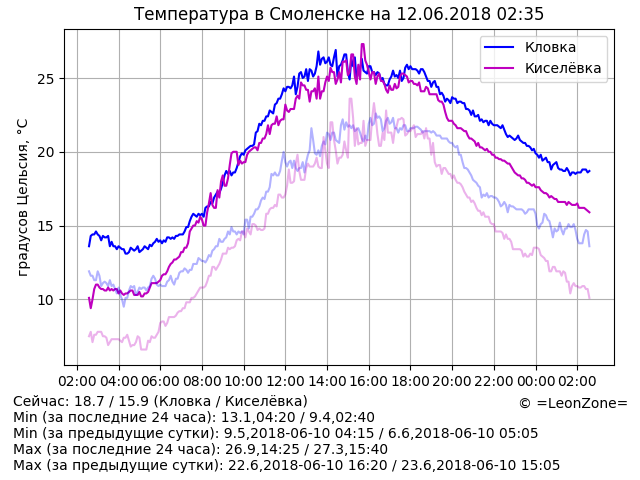 Температура в Смоленске на 12.06.2018 02:35
Кловка
Киселёвка
градусов Цельсия, °C
25
20
15
10
02:00 04:00 06:00 08:00 10:00 12:00 14:00 16:00 18:00 20:00 22:00 00:00 02:00
Сейчас: 18.7 / 15.9 (Кловка / Киселёвка)
© =LeonZone=
Min (за последние 24 часа): 13.1,04:20 / 9.4,02:40
Min (за предыдущие сутки): 9.5,2018-06-10 04:15 / 6.6,2018-06-10 05:05
Max (за последние 24 часа): 26.9,14:25 / 27.3,15:40
Max (за предыдущие сутки): 22.6,2018-06-10 16:20 / 23.6,2018-06-10 15:05